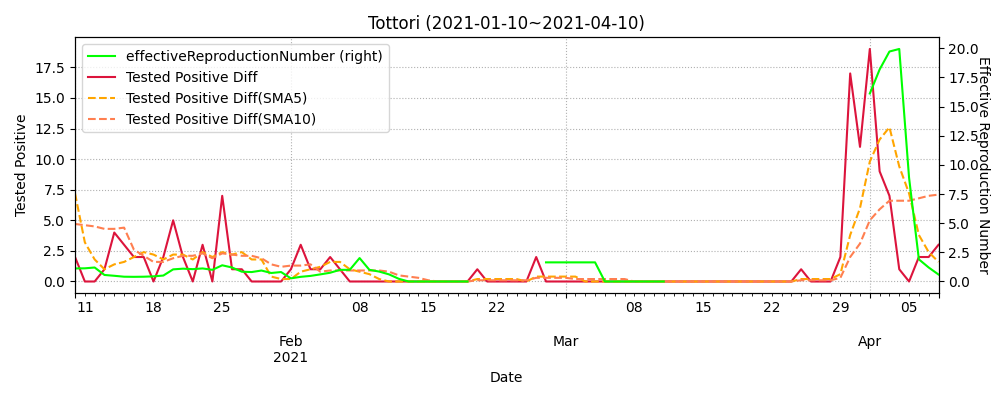 Tottori (2021-01-10~2021-04-10)
effectiveReproductionNumber (right)
Tested Positive Diff
Tested Positive Diff(SMA5)
Tested Positive Diff(SMA10)
Tested Positive
17.5
15.0
12.5
10.0
7.5
5.0
2.5
0.0
20.0
17.5
15.0
12.5
10.0
7.5
5.0
2.5
0.0
Effective Reproduction Number
11 18 25 08 15 22 08 15 22 29 05
Feb Mar Apr
2021
Date